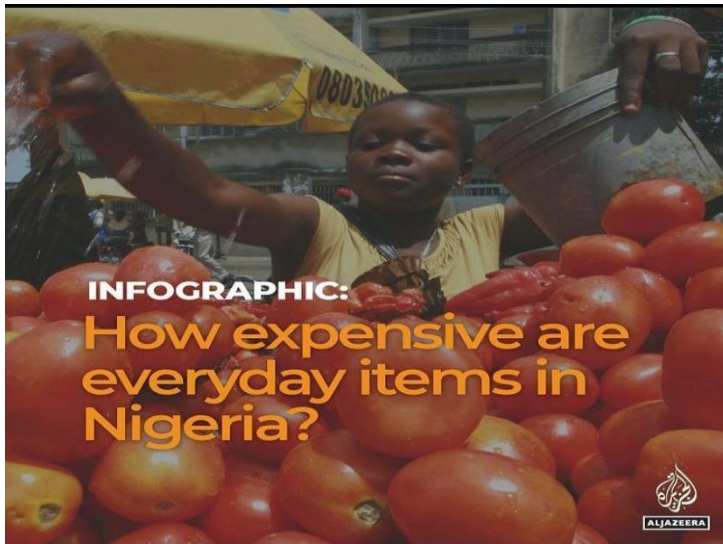 INFOGRAPHIC:
How expensive are
everyday items in
Nigeria?
ALJAZEERA